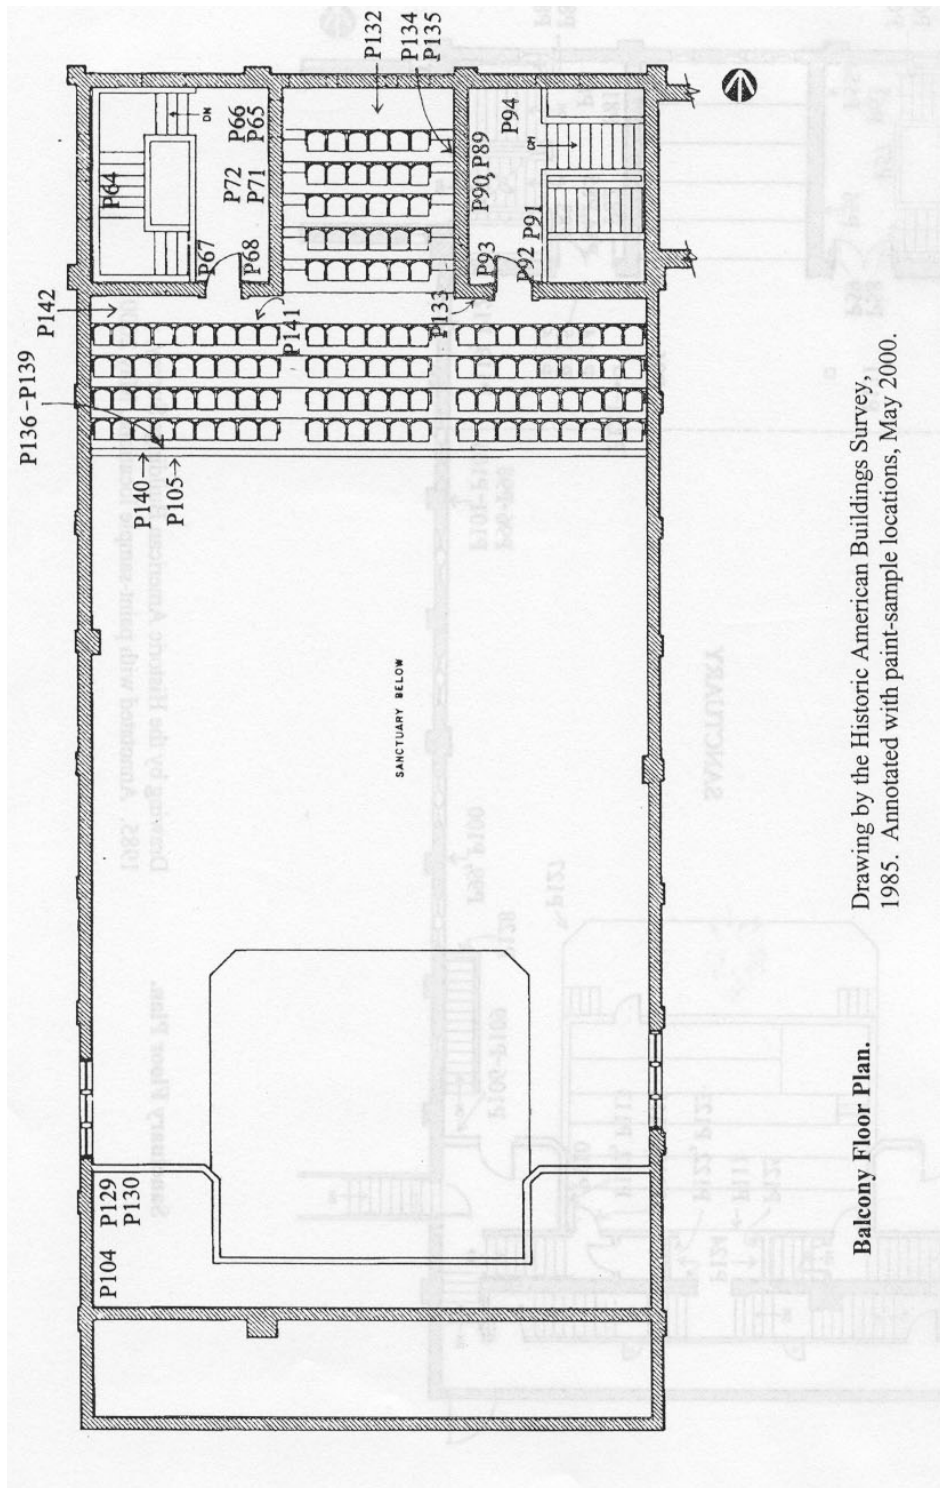 P136–P139
P142
P104
P129
P130
P140
P105
P64
P67
DN
P72
P71
P66
P65
P68
P141
P132
P134
P135
SANCTUARY BELOW
P133
P90, P89
P93
P94
P92
P91
DN
Balcony Floor Plan.
Drawing by the Historic American Buildings Survey,
1985. Annotated with paint-sample locations, May 2000.